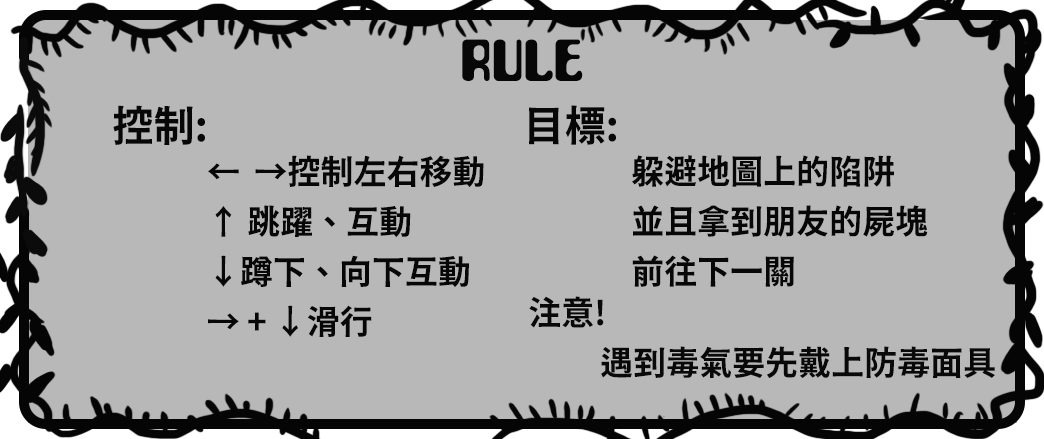 RULE
控制:
← →控制左右移動
↑ 跳躍、互動
↓蹲下、向下互動
→+ ↓滑行
目標:
躲避地圖上的陷阱
並且拿到朋友的屍塊
前往下一關
注意!
遇到毒氣要先戴上防毒面具